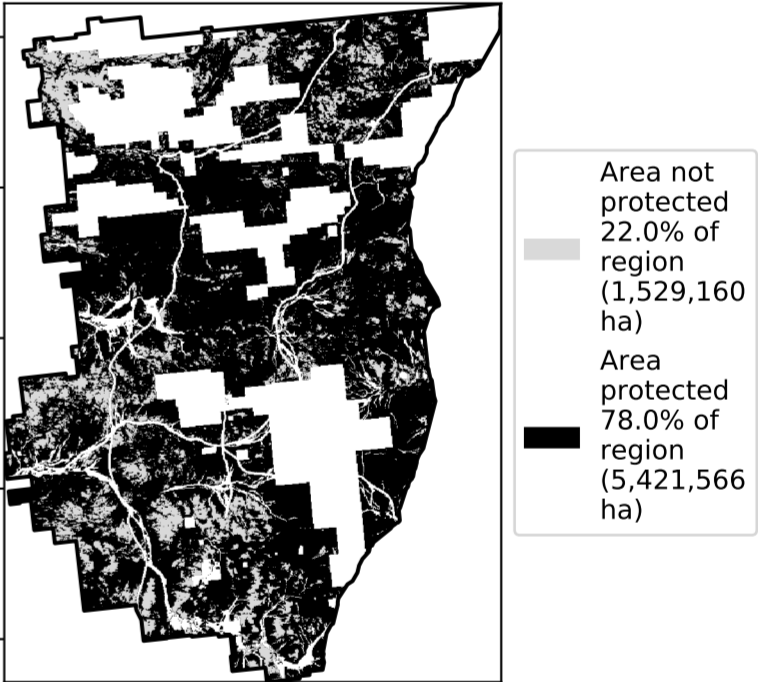 Area not
protected
22.0% of
region
(1,529,160
ha)
Area
protected
78.0% of
region
(5,421,566
ha)